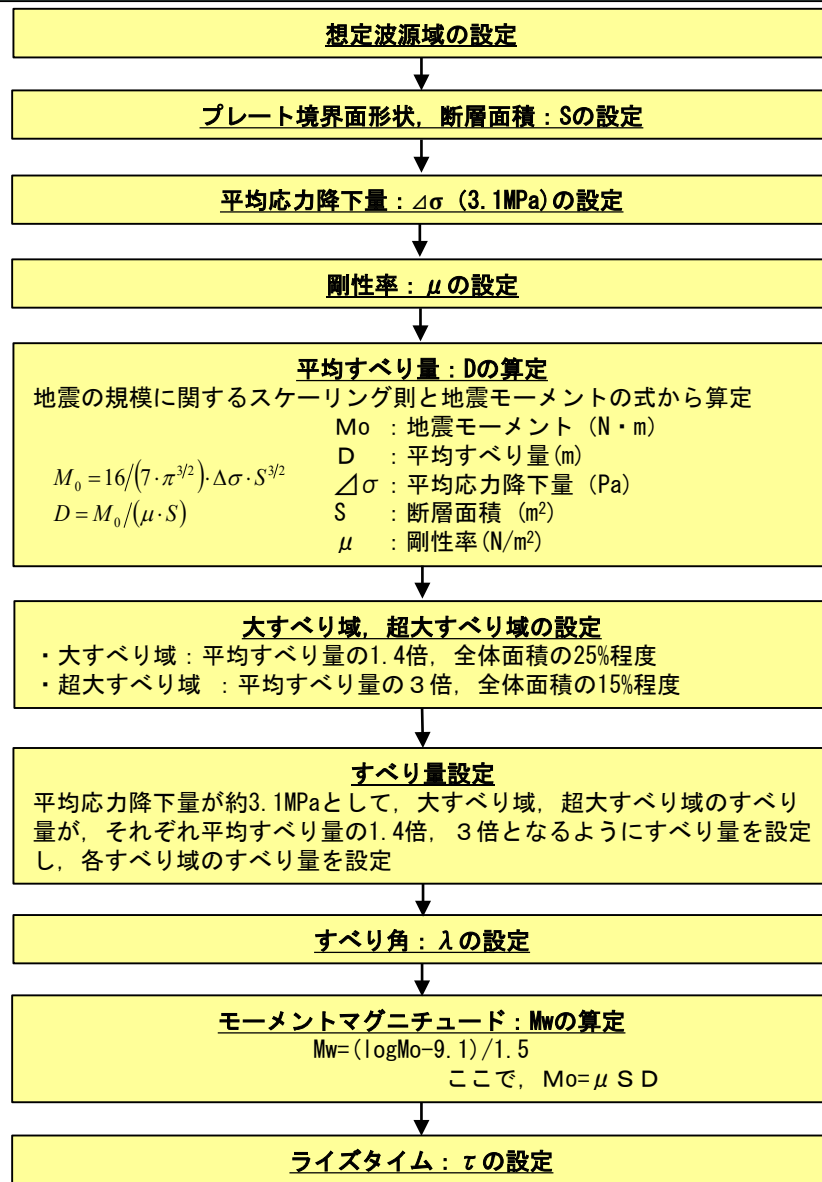 想定波源域の設定
プレート境界面形状，断層面積：Sの設定
平均応力降下量：⊿σ (3.1MPa)の設定
剛性率：μの設定
平均すべり量：Dの算定
地震の規模に関するスケーリング則と地震モーメントの式から算定
Mo ：地震モーメント (N・m)
D ：平均すべり量(m)
⊿σ：平均応力降下量 (Pa)
S ：断層面積 (m²)
μ ：剛性率(N/m²)
M₀ = 16/(7・π^{3/2})・Δσ・S^{3/2}
D = M₀/(μ・S)
大すべり域，超大すべり域の設定
・大すべり域：平均すべり量の1.4倍，全体面積の25%程度
・超大すべり域 ：平均すべり量の３倍，全体面積の15%程度
すべり量設定
平均応力降下量が約3.1MPaとして，大すべり域，超大すべり域のすべり
量が，それぞれ平均すべり量の1.4倍，３倍となるようにすべり量を設定
し，各すべり域のすべり量を設定
すべり角：λの設定
モーメントマグニチュード：Mwの算定
Mw=(logMo-9.1)/1.5
ここで，Mo=μＳＤ
ライズタイム：τの設定